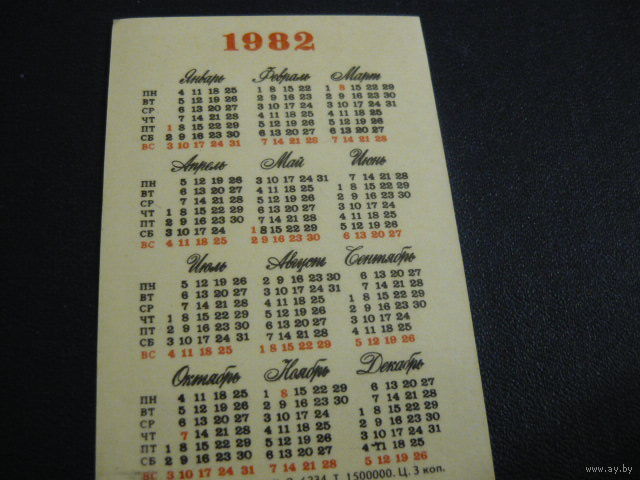 1982
Январь Февраль Март
ПН 4 11 18 25 1 8 15 22 1 8 15 22 29
ВТ 5 12 19 26 2 9 16 23 2 9 16 23 30
СР 6 13 20 27 3 10 17 24 3 10 17 24 31
ЧТ 7 14 21 28 4 11 18 25 4 11 18 25
ПТ 1 8 15 22 29 5 12 19 26 5 12 19 26
СБ 2 9 16 23 30 6 13 20 27 6 13 20 27
ВС 3 10 17 24 31 7 14 21 28 7 14 21 28
Апрель Май Июнь
ПН 5 12 19 26 3 10 17 24 31 7 14 21 28
ВТ 6 13 20 27 4 11 18 25 1 8 15 22 29
СР 7 14 21 28 5 12 19 26 2 9 16 23 30
ЧТ 1 8 15 22 29 6 13 20 27 3 10 17 24
ПТ 2 9 16 23 30 7 14 21 28 4 11 18 25
СБ 3 10 17 24 1 8 15 22 29 5 12 19 26
ВС 4 11 18 25 2 9 16 23 30 6 13 20 27
Июль Август Сентябрь
ПН 5 12 19 26 2 9 16 23 30 6 13 20 27
ВТ 6 13 20 27 3 10 17 24 31 7 14 21 28
СР 7 14 21 28 4 11 18 25 1 8 15 22 29
ЧТ 1 8 15 22 29 5 12 19 26 2 9 16 23 30
ПТ 2 9 16 23 30 6 13 20 27 3 10 17 24
СБ 3 10 17 24 31 7 14 21 28 4 11 18 25
ВС 4 11 18 25 1 8 15 22 29 5 12 19 26
Октябрь Ноябрь Декабрь
ПН 4 11 18 25 1 8 15 22 29 6 13 20 27
ВТ 5 12 19 26 2 9 16 23 30 7 14 21 28
СР 6 13 20 27 3 10 17 24 1 8 15 22 29
ЧТ 7 14 21 28 4 11 18 25 2 9 16 23 30
ПТ 1 8 15 22 29 5 12 19 26 3 10 17 24 31
СБ 2 9 16 23 30 6 13 20 27 4 11 18 25
ВС 3 10 17 24 31 7 14 21 28 5 12 19 26
Т. 1500000. Ц. 3 коп.
www.ay.by